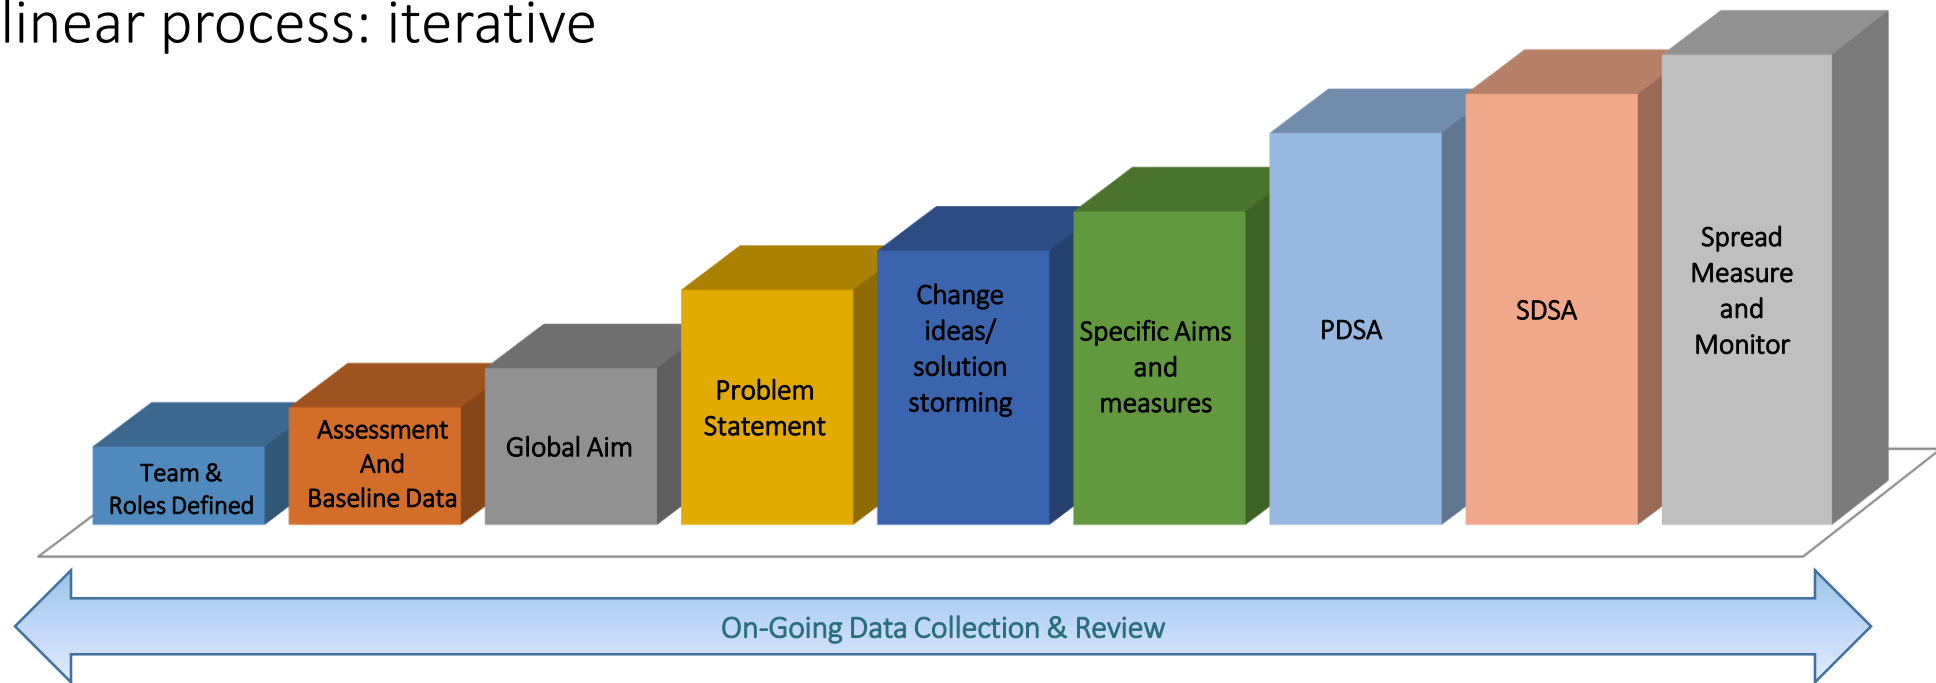 linear process: iterative
Team &
Roles Defined
Assessment
And
Baseline Data
Global Aim
Problem
Statement
Change
ideas/
solution
storming
Specific Aims
and
measures
PDSA
SDSA
Spread
Measure
and
Monitor
On-Going Data Collection & Review